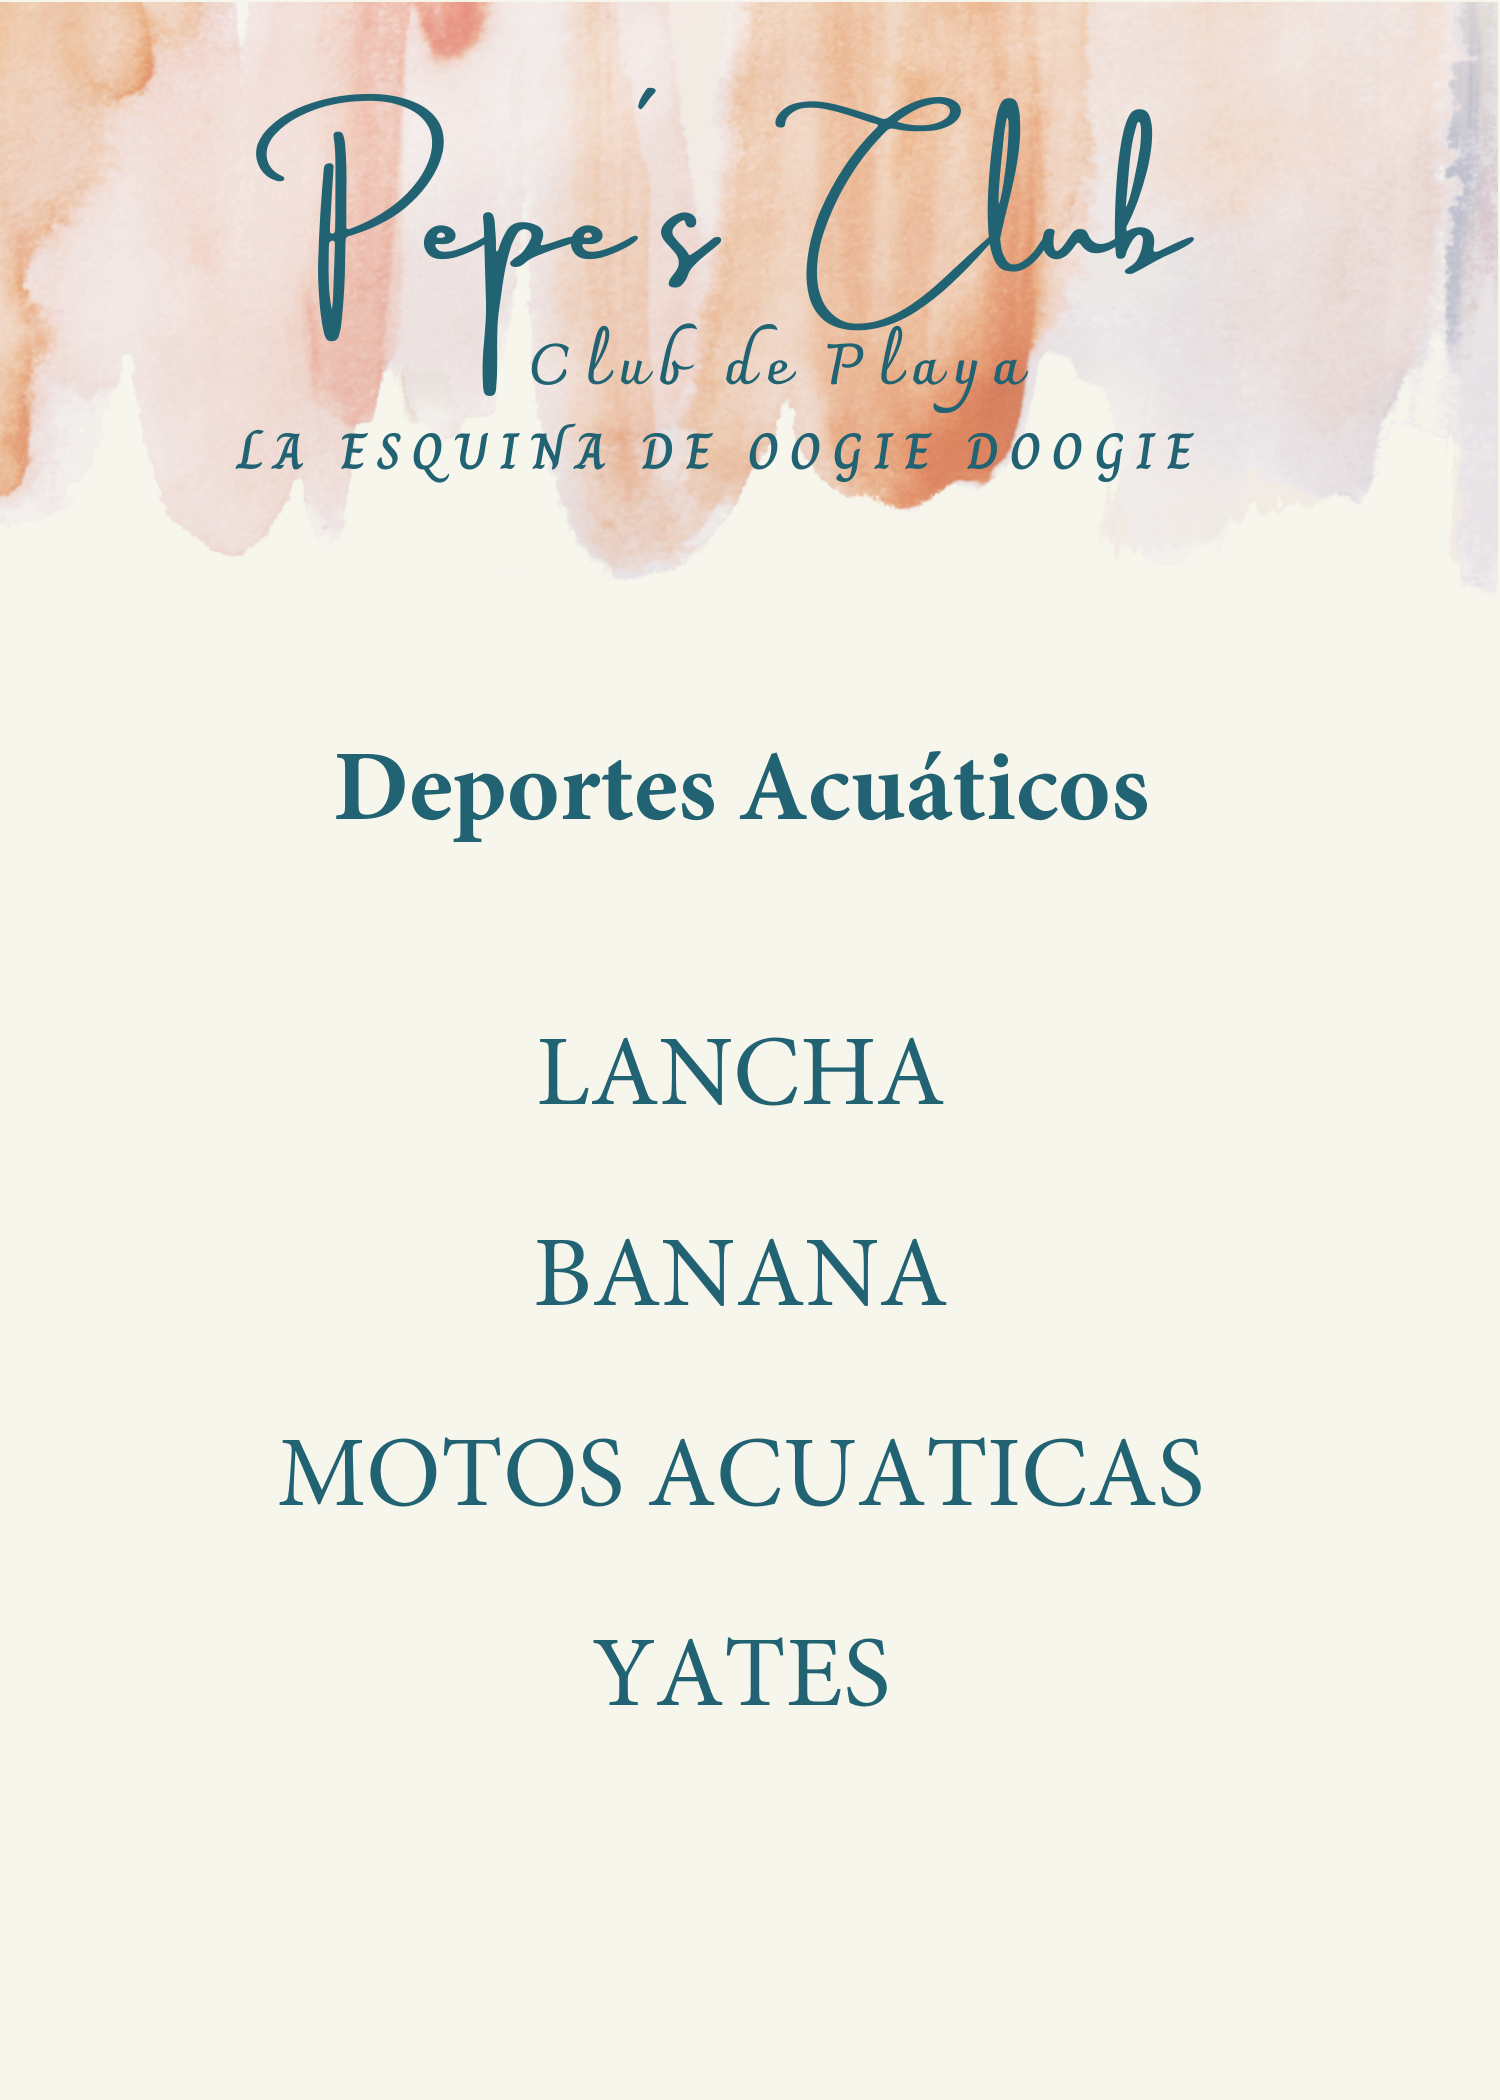 Pepe´s Club
Club de Playa
LA ESQUINA DE OOGIE DOOGIE
Deportes Acuáticos
LANCHA
BANANA
MOTOS ACUATICAS
YATES